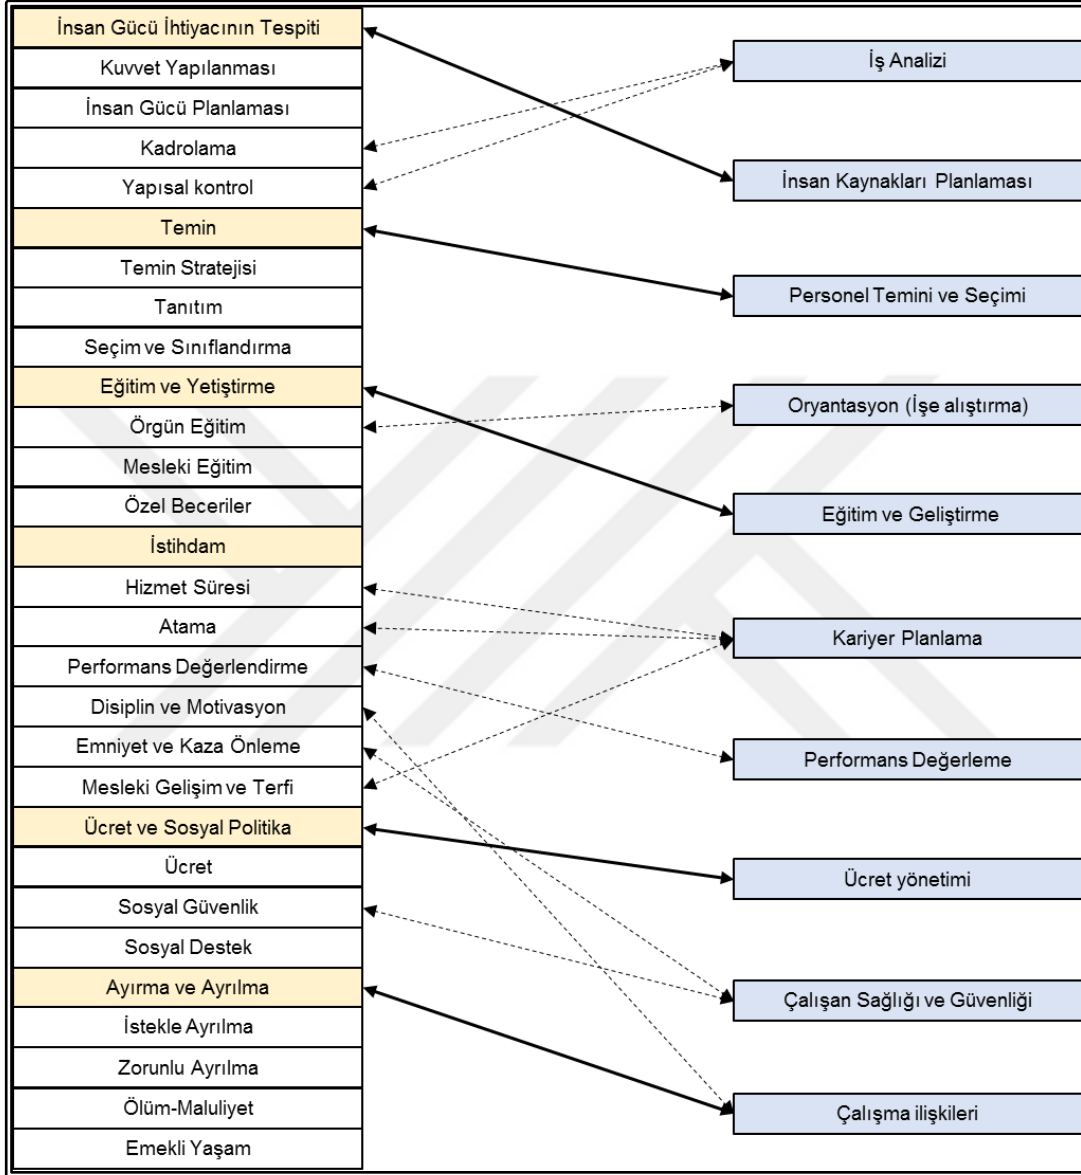 İnsan Gücü İhtiyacının Tespiti
Kuvvet Yapılanması
İnsan Gücü Planlaması
Kadrolama
Yapısal kontrol
Temin
Temin Stratejisi
Tanıtım
Seçim ve Sınıflandırma
Eğitim ve Yetiştirme
Örgün Eğitim
Mesleki Eğitim
Özel Beceriler
İstihdam
Hizmet Süresi
Atama
Performans Değerlendirme
Disiplin ve Motivasyon
Emniyet ve Kaza Önleme
Mesleki Gelişim ve Terfi
Ücret ve Sosyal Politika
Ücret
Sosyal Güvenlik
Sosyal Destek
Ayırma ve Ayrılma
İstekle Ayrılma
Zorunlu Ayrılma
Ölüm-Maluliyet
Emekli Yaşam
İş Analizi
İnsan Kaynakları Planlaması
Personel Temini ve Seçimi
Oryantasyon (İşe alıştırma)
Eğitim ve Geliştirme
Kariyer Planlama
Performans Değerleme
Ücret yönetimi
Çalışan Sağlığı ve Güvenliği
Çalışma ilişkileri